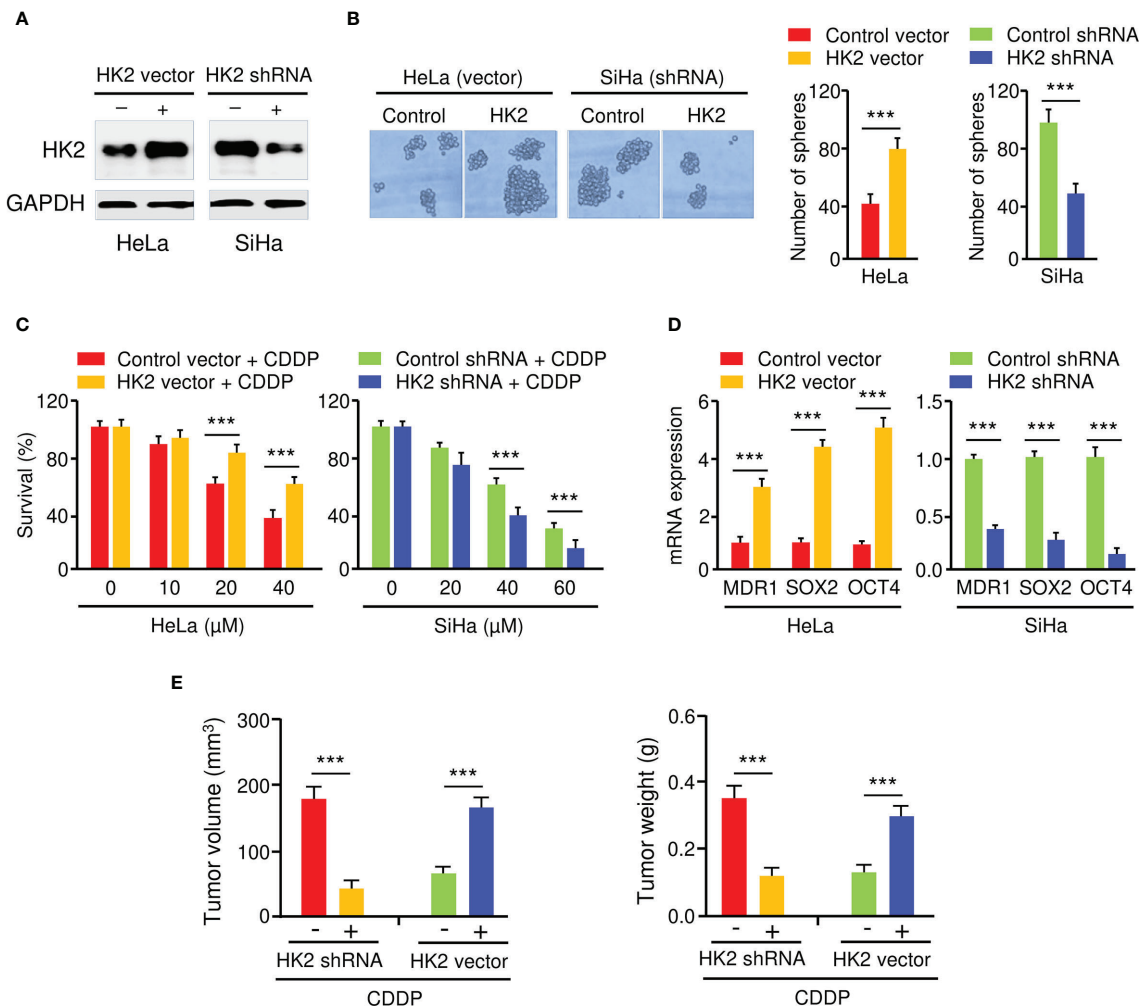 A
HK2 vector HK2 shRNA
– + – +
HK2
GAPDH
HeLa SiHa
B
HeLa (vector) SiHa (shRNA)
Control HK2 Control HK2
Control vector
HK2 vector
120
80
40
0
Number of spheres
***
HeLa
Control shRNA
HK2 shRNA
120
80
40
0
Number of spheres
***
SiHa
C
Control vector + CDDP
HK2 vector + CDDP
120
80
40
0
Survival (%)
*** ***
0 10 20 40
HeLa (µM)
Control shRNA + CDDP
HK2 shRNA + CDDP
120
80
40
0
*** ***
0 20 40 60
SiHa (µM)
D
Control vector
HK2 vector
6
4
2
0
mRNA expression
*** *** ***
MDR1 SOX2 OCT4
HeLa
Control shRNA
HK2 shRNA
1.5
1.0
0.5
0.0
*** *** ***
MDR1 SOX2 OCT4
SiHa
E
300
200
100
0
Tumor volume (mm³)
*** ***
- + - +
HK2 shRNA HK2 vector
CDDP
0.6
0.4
0.2
0.0
Tumor weight (g)
*** ***
- + - +
HK2 shRNA HK2 vector
CDDP